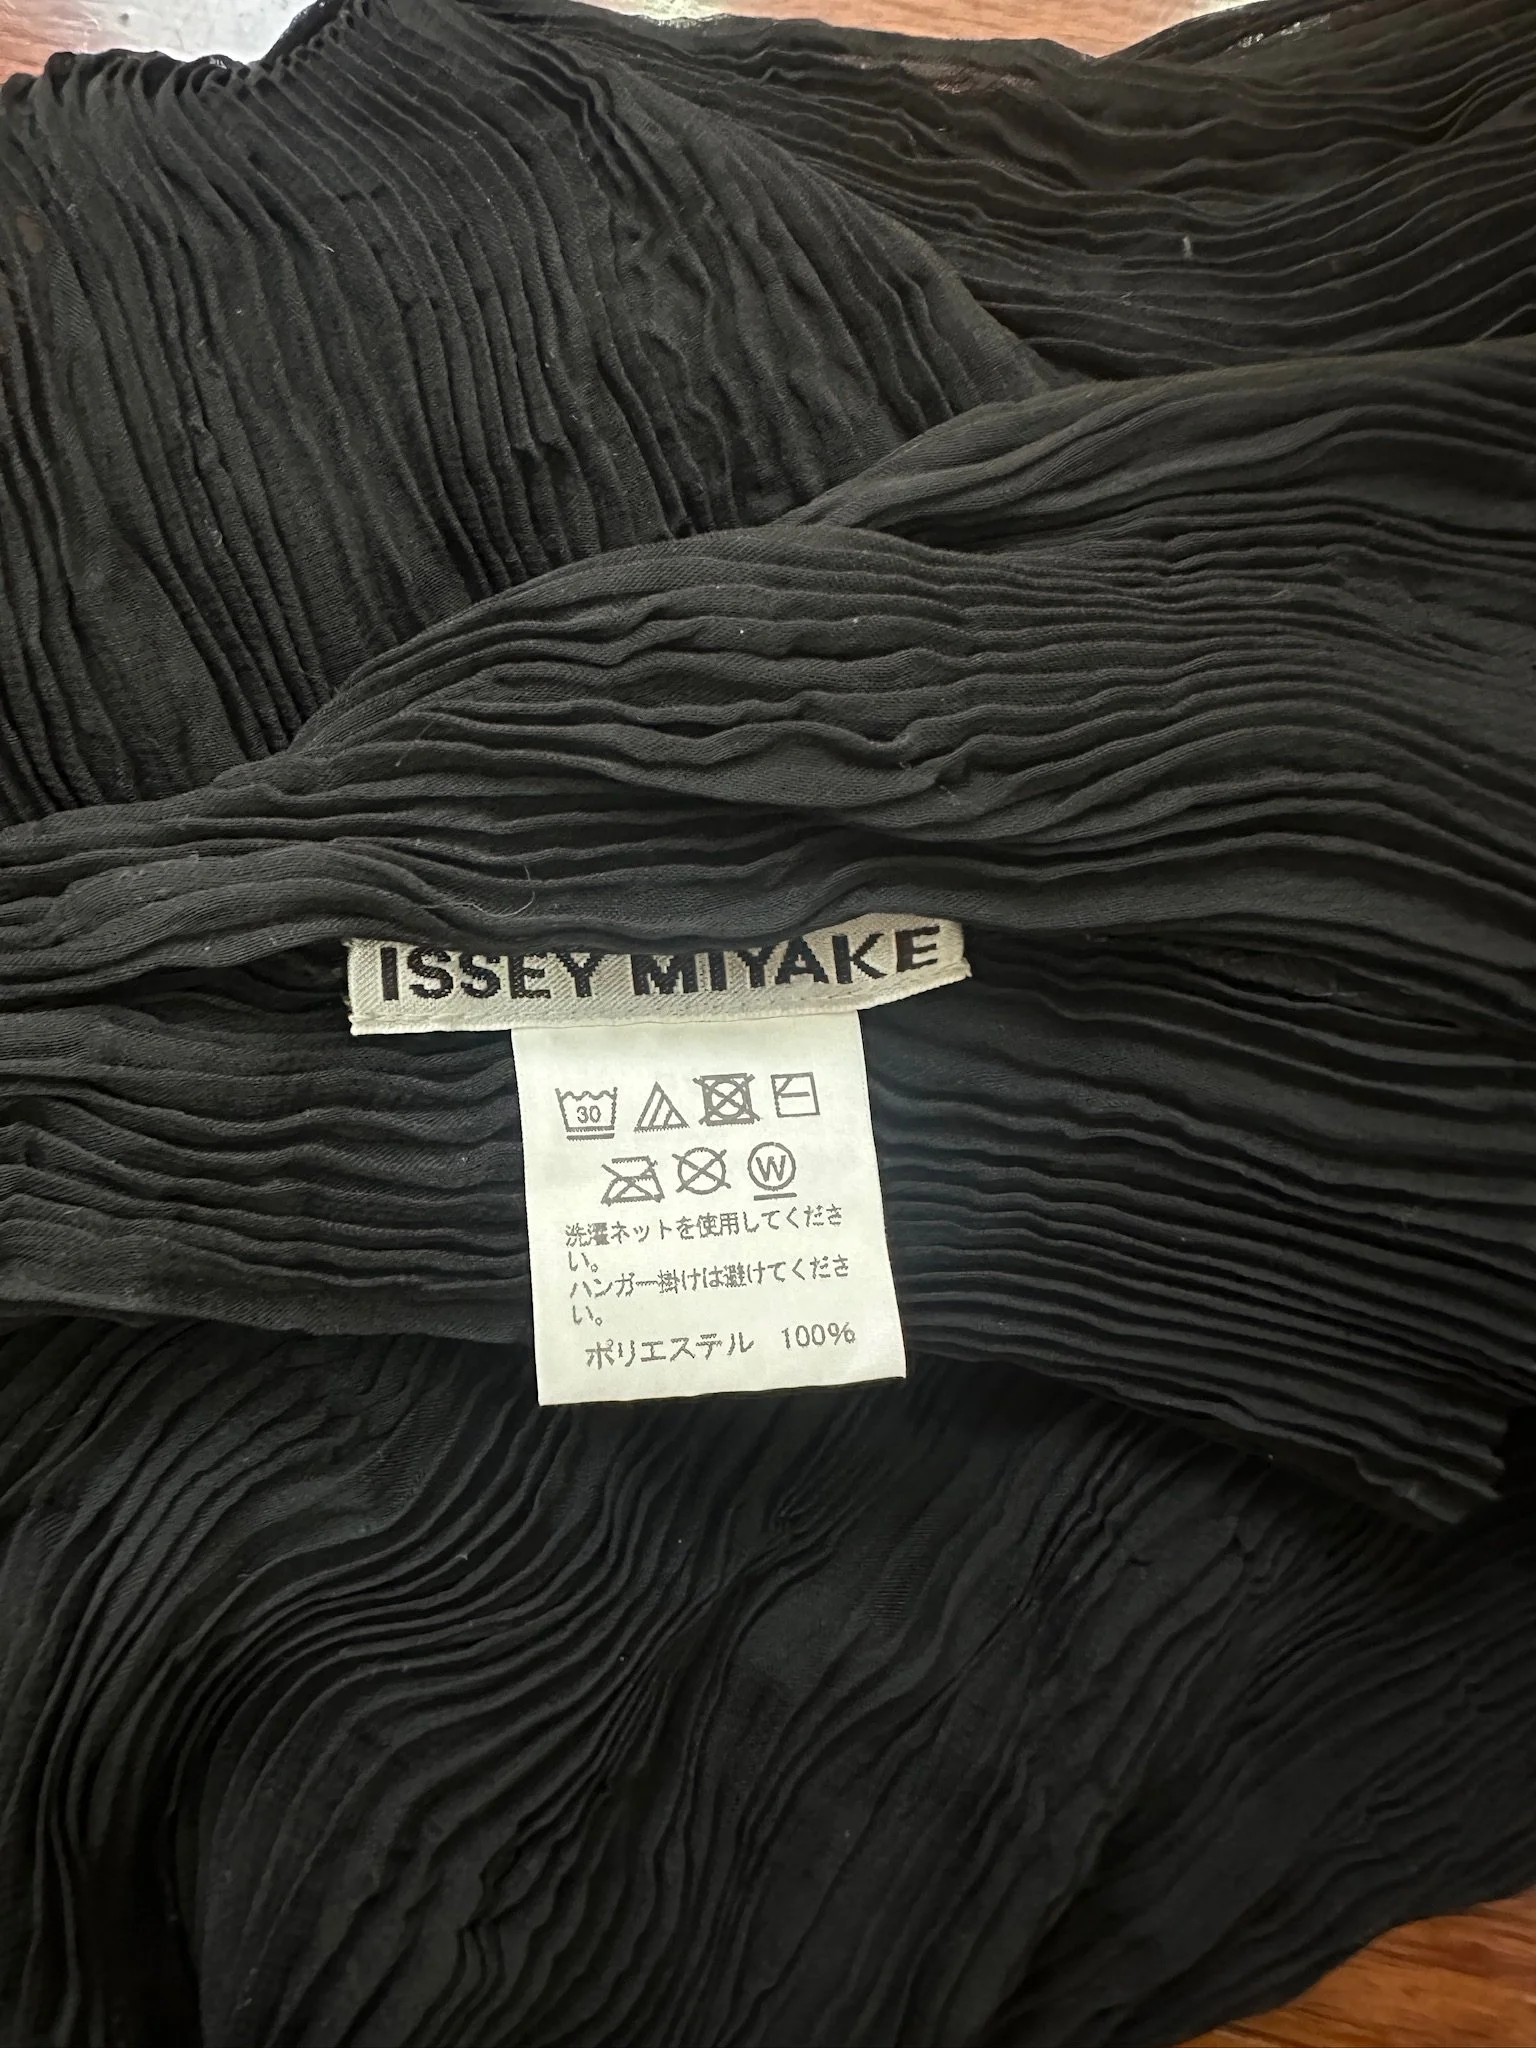 ISSEY MIYAKE
30
W
洗濯ネットを使用してくださ
い。
ハンガー掛けは避けてくださ
い。
ポリエステル 100%